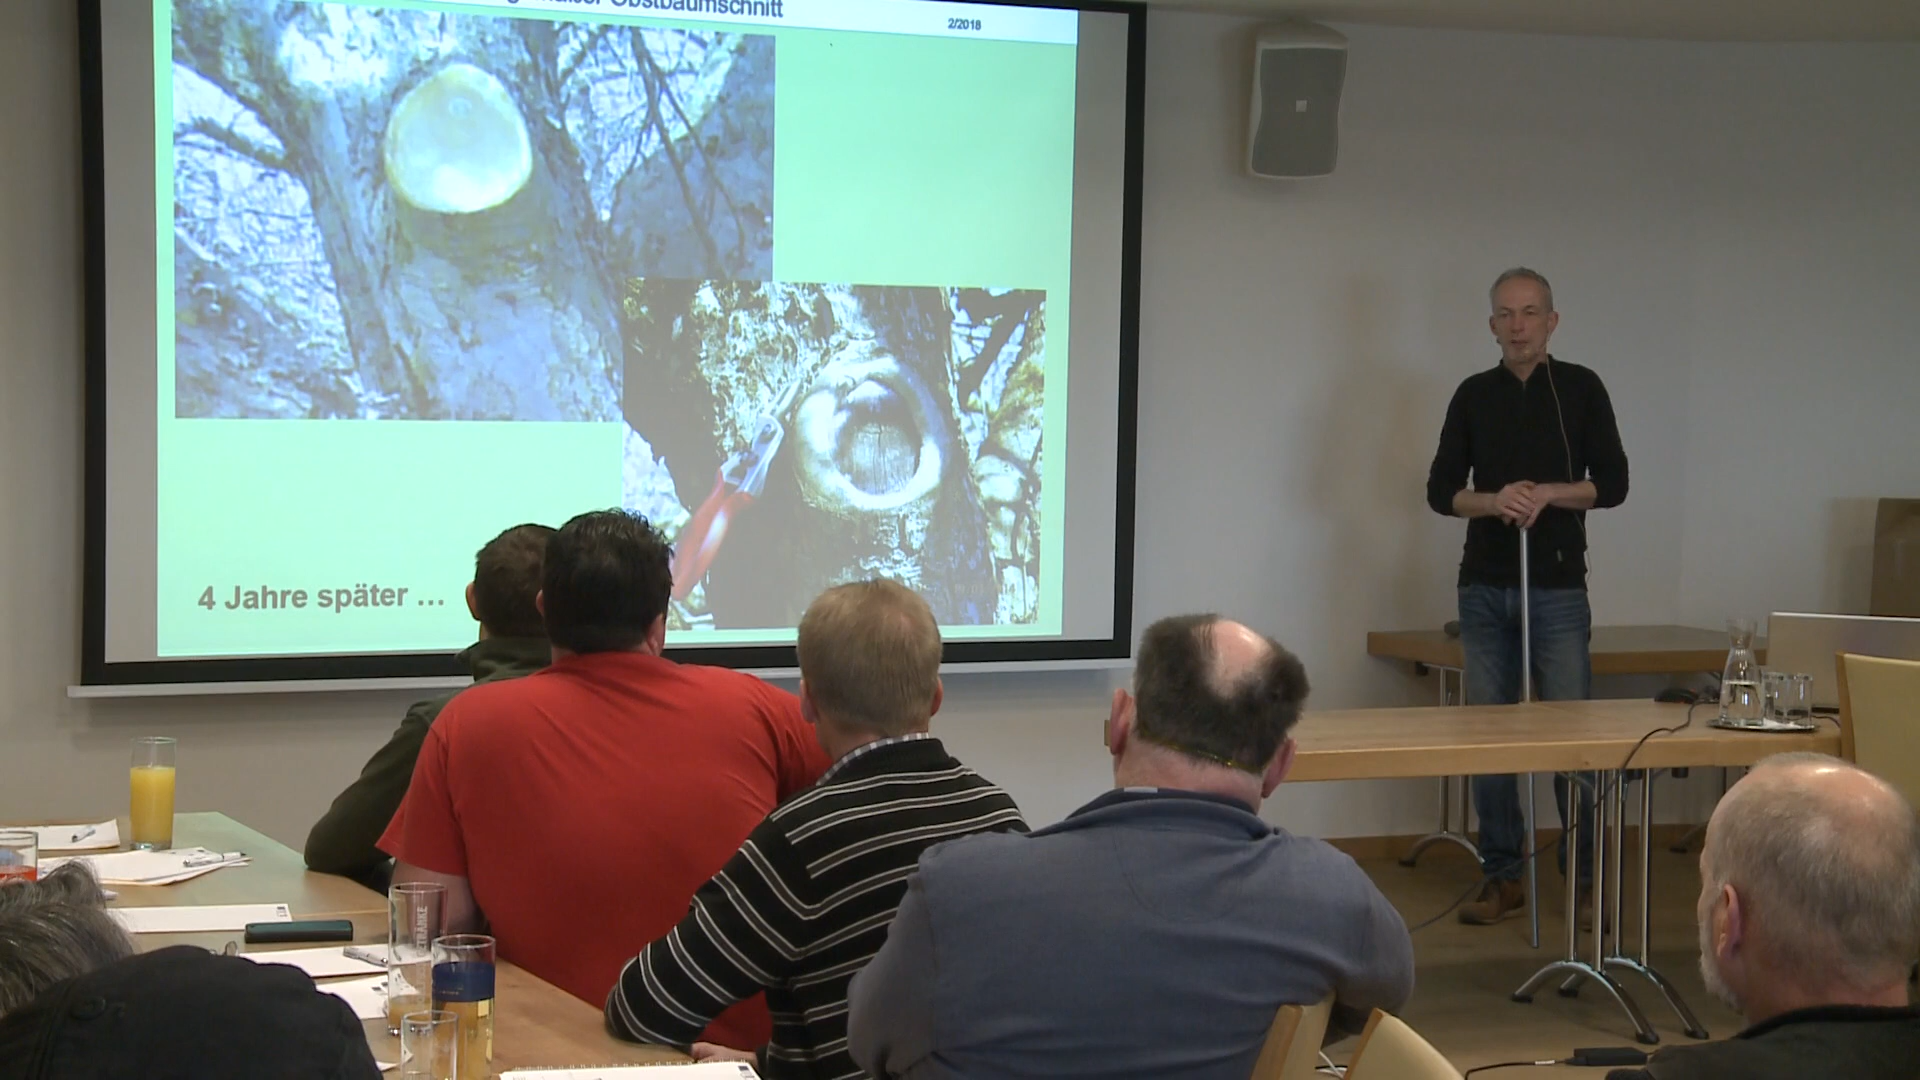 Obstbaumschnitt
2/2018
4 Jahre später …